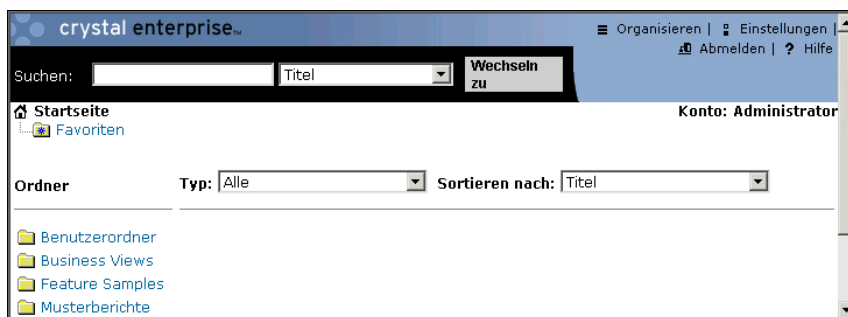 crystal enterprise™
Organisieren | Einstellungen |
Abmelden | ? Hilfe
Suchen: Titel Wechseln zu
Startseite Konto: Administrator
Favoriten
Ordner Typ: Alle Sortieren nach: Titel
Benutzerordner
Business Views
Feature Samples
Musterberichte